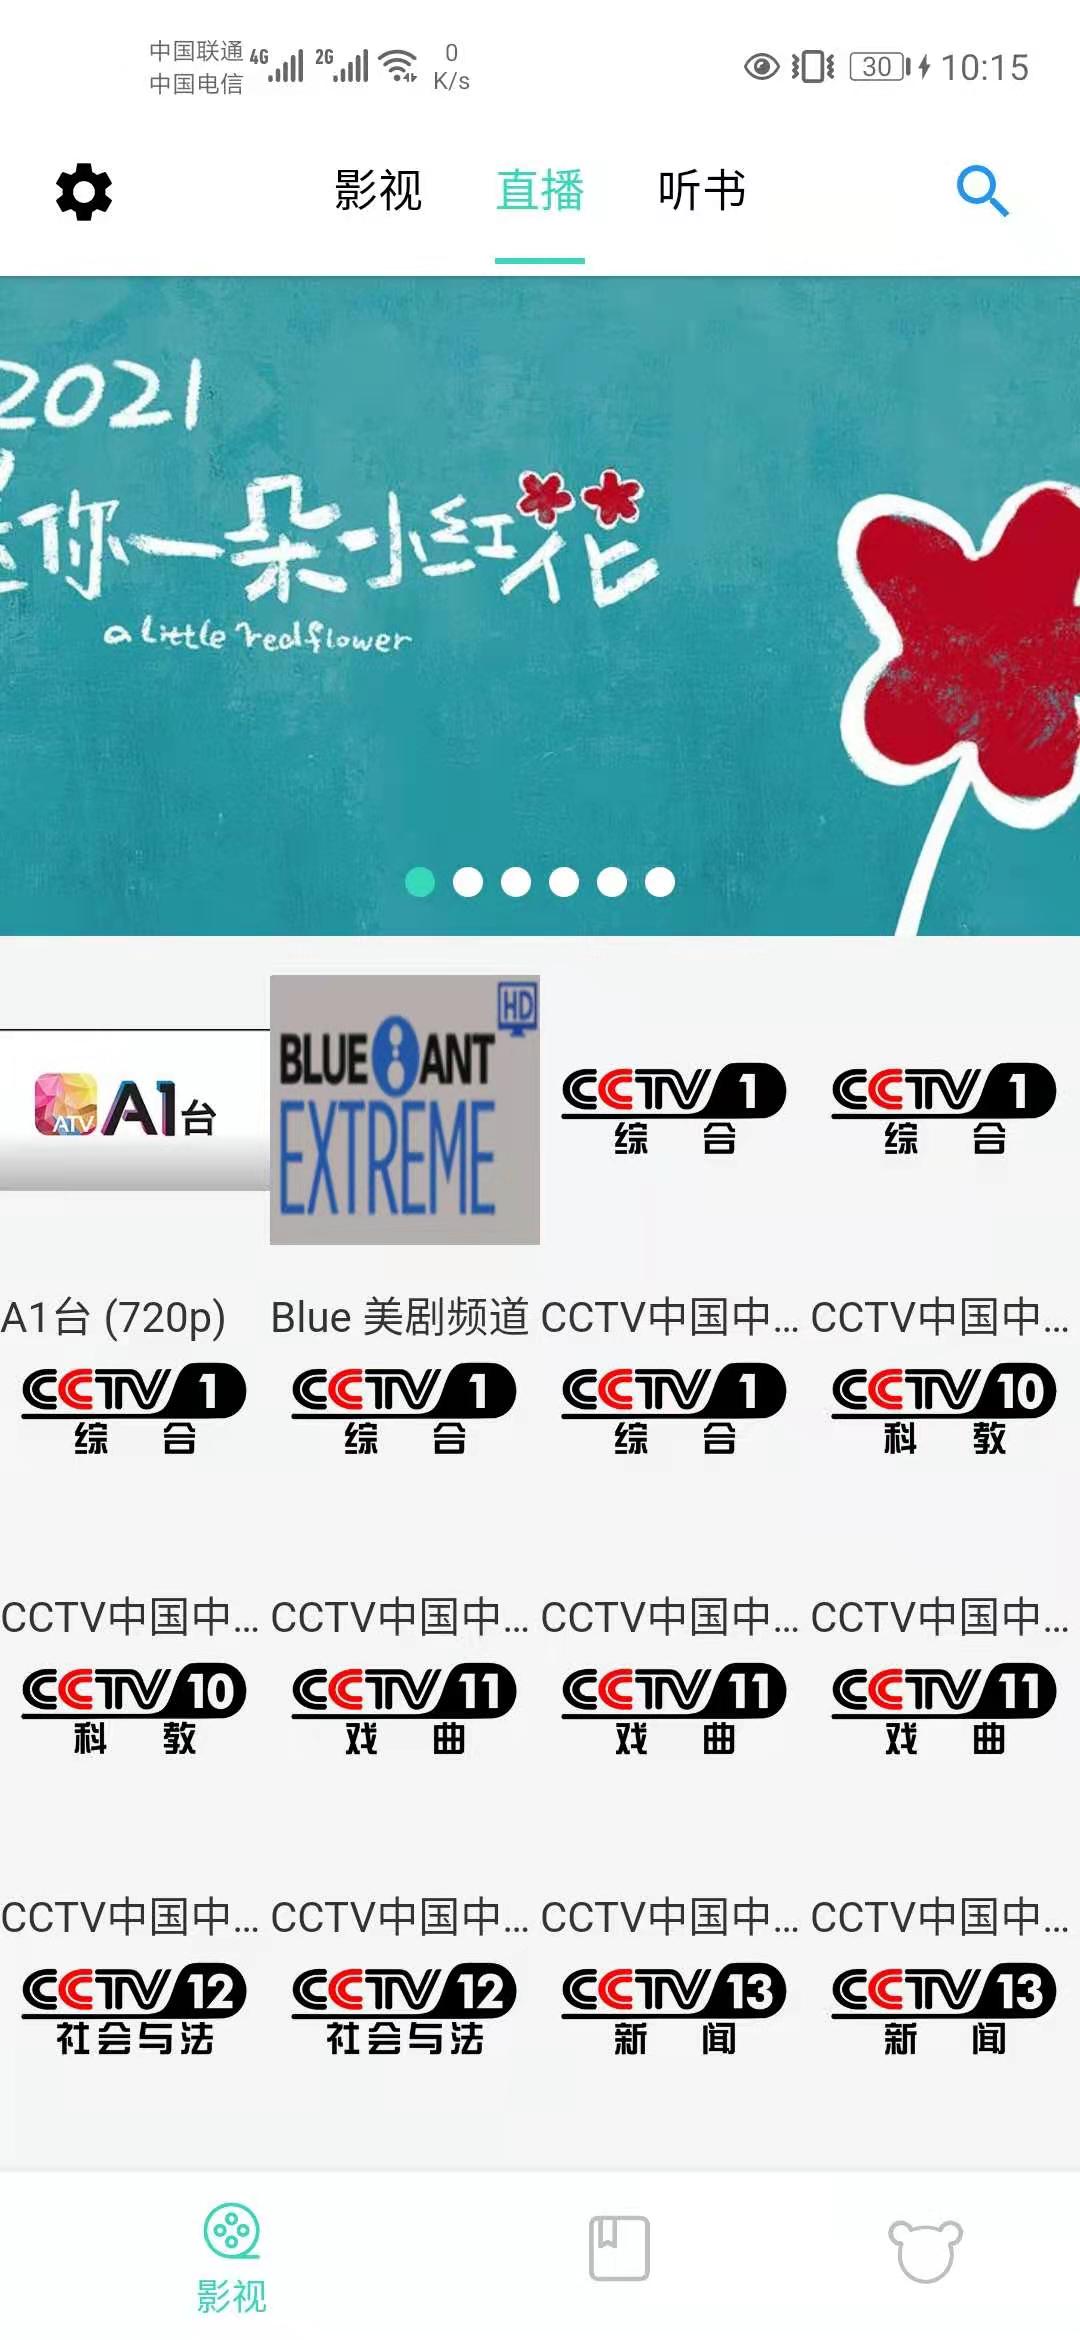 中国联通 4G 2G 0
中国电信 K/s
30 10:15
影视 直播 听书
2021
送你一朵小红花
a little red flower
ATV A1台
HD
BLUE ANT
EXTREME
CCTV 1
综合
CCTV 1
综合
A1台 (720p) Blue 美剧频道 CCTV中国中... CCTV中国中...
CCTV 1
综合
CCTV 1
综合
CCTV 1
综合
CCTV 10
科教
CCTV中国中... CCTV中国中... CCTV中国中... CCTV中国中...
CCTV 10
科教
CCTV 11
戏曲
CCTV 11
戏曲
CCTV 11
戏曲
CCTV中国中... CCTV中国中... CCTV中国中... CCTV中国中...
CCTV 12
社会与法
CCTV 12
社会与法
CCTV 13
新闻
CCTV 13
新闻
影视